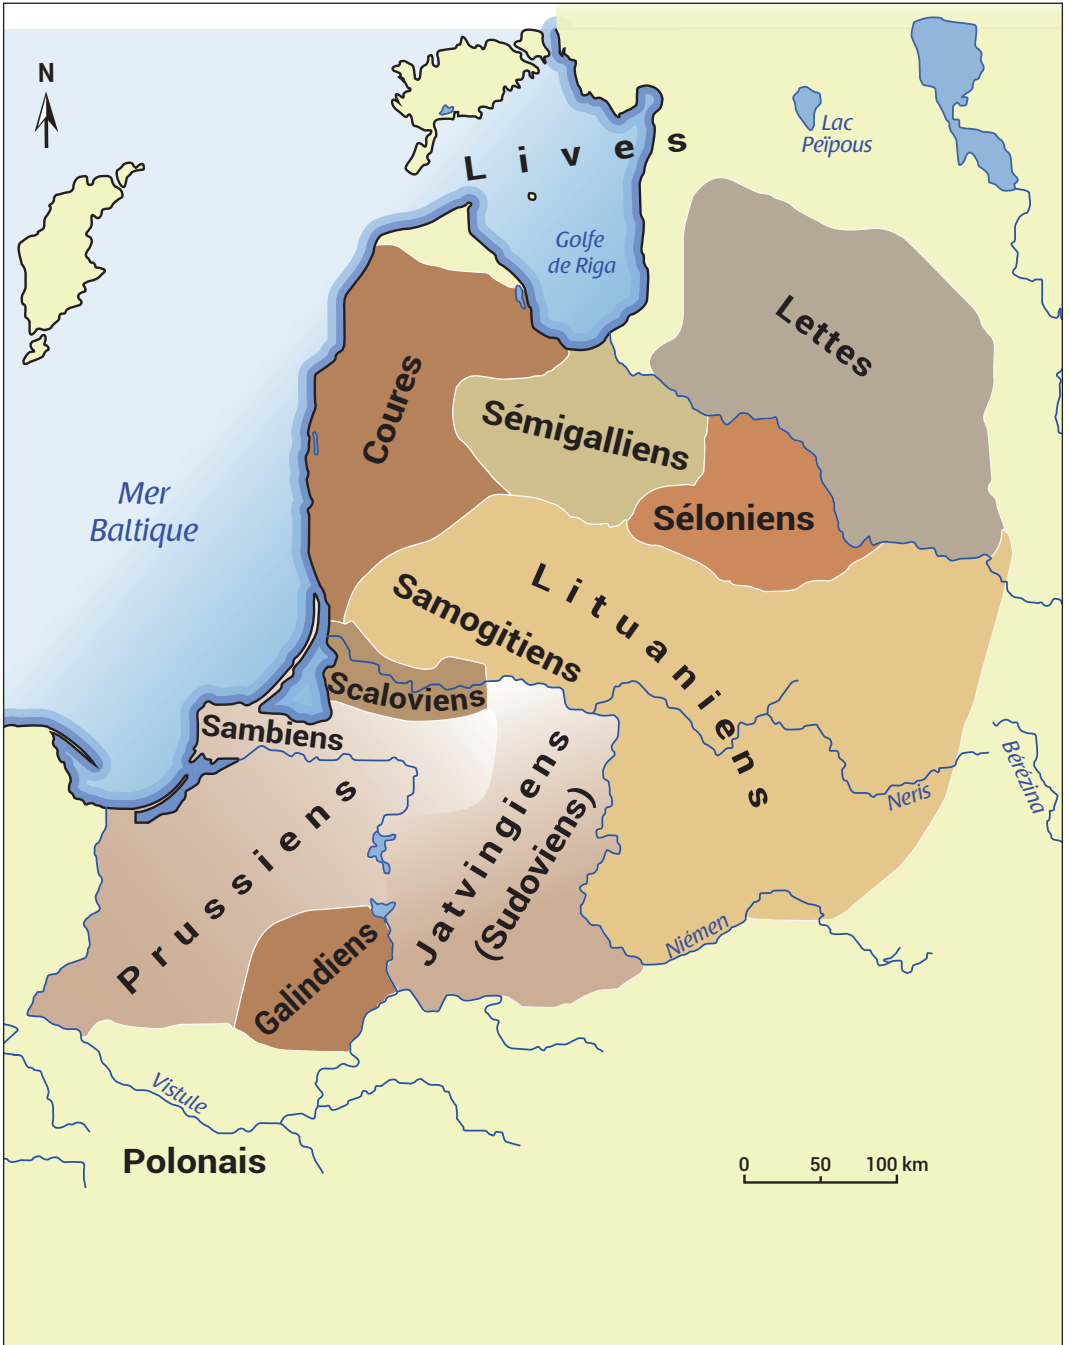 N
Lives
Lac
Peïpous
Golfe
de Riga
Lettes
Coures
Sémigalliens
Mer
Baltique
Séloniens
Lituaniens
Samogitiens
Scaloviens
Sambiens
Prussiens
Jatvingiens
(Sudoviens)
Neris
Bérézina
Niémen
Galindiens
Vistule
Polonais
0 50 100 km